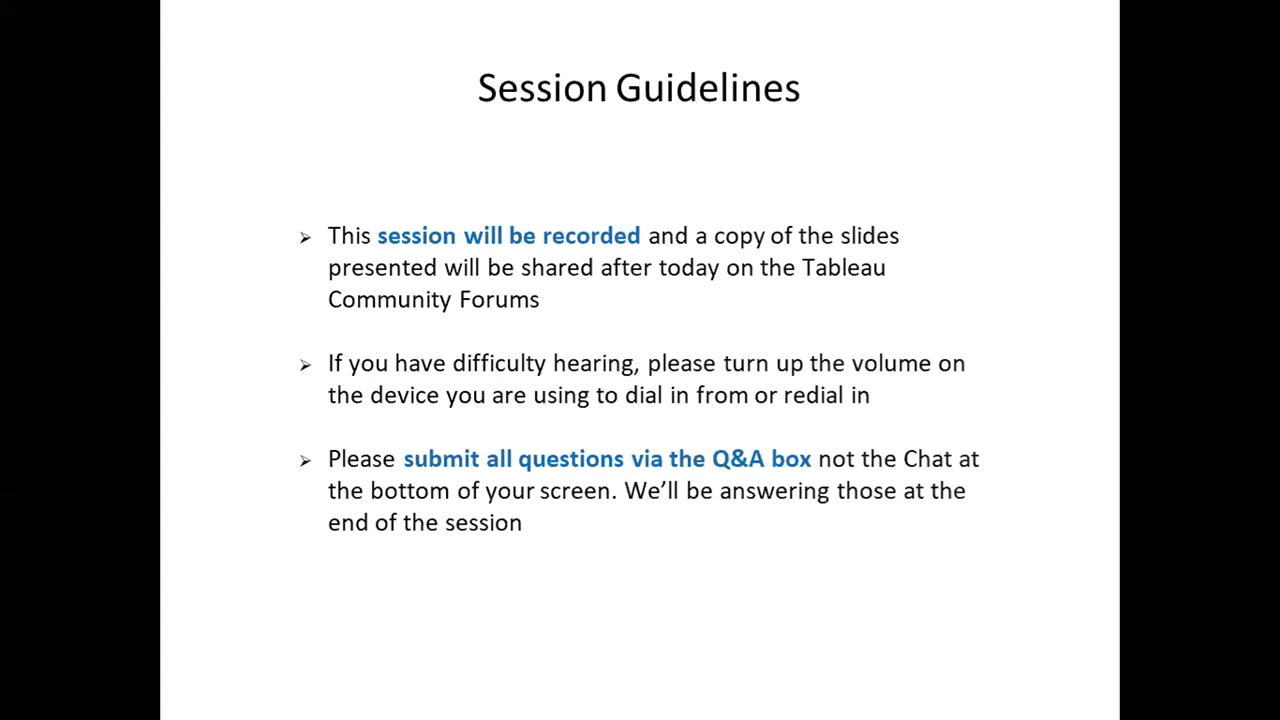 Session Guidelines
This session will be recorded and a copy of the slides
presented will be shared after today on the Tableau
Community Forums
If you have difficulty hearing, please turn up the volume on
the device you are using to dial in from or redial in
Please submit all questions via the Q&A box not the Chat at
the bottom of your screen. We’ll be answering those at the
end of the session